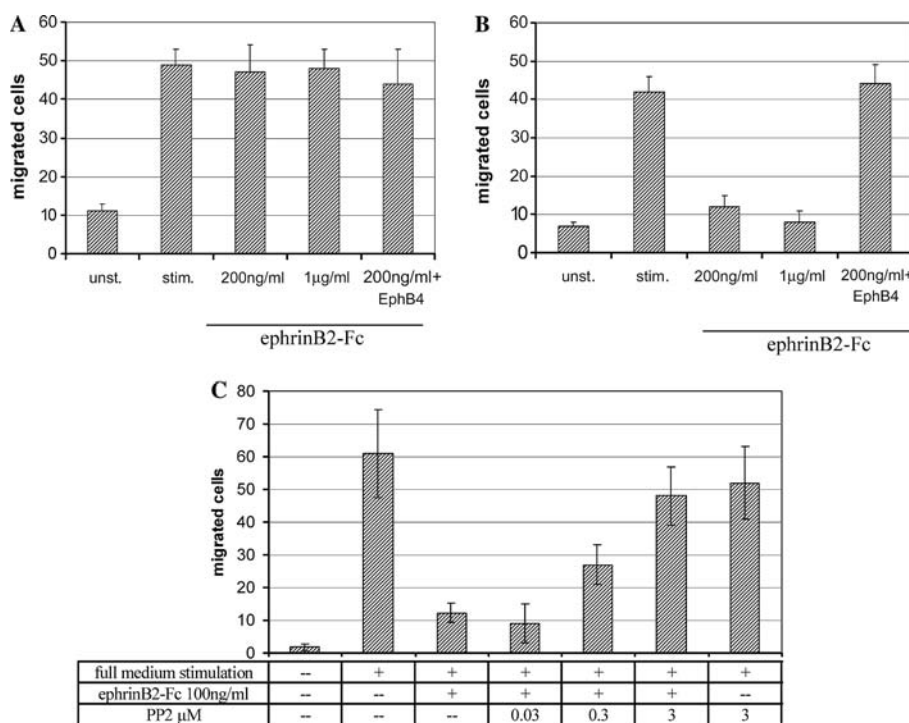 A
60
50
40
30
20
10
0
migrated cells
unst.
stim.
200ng/ml
1µg/ml
200ng/ml+
EphB4
ephrinB2-Fc
B
60
50
40
30
20
10
0
migrated cells
unst.
stim.
200ng/ml
1µg/ml
200ng/ml+
EphB4
ephrinB2-Fc
C
80
70
60
50
40
30
20
10
0
migrated cells
full medium stimulation -- + + + + + +
ephrinB2-Fc 100ng/ml -- -- + + + + --
PP2 µM -- -- -- 0.03 0.3 3 3